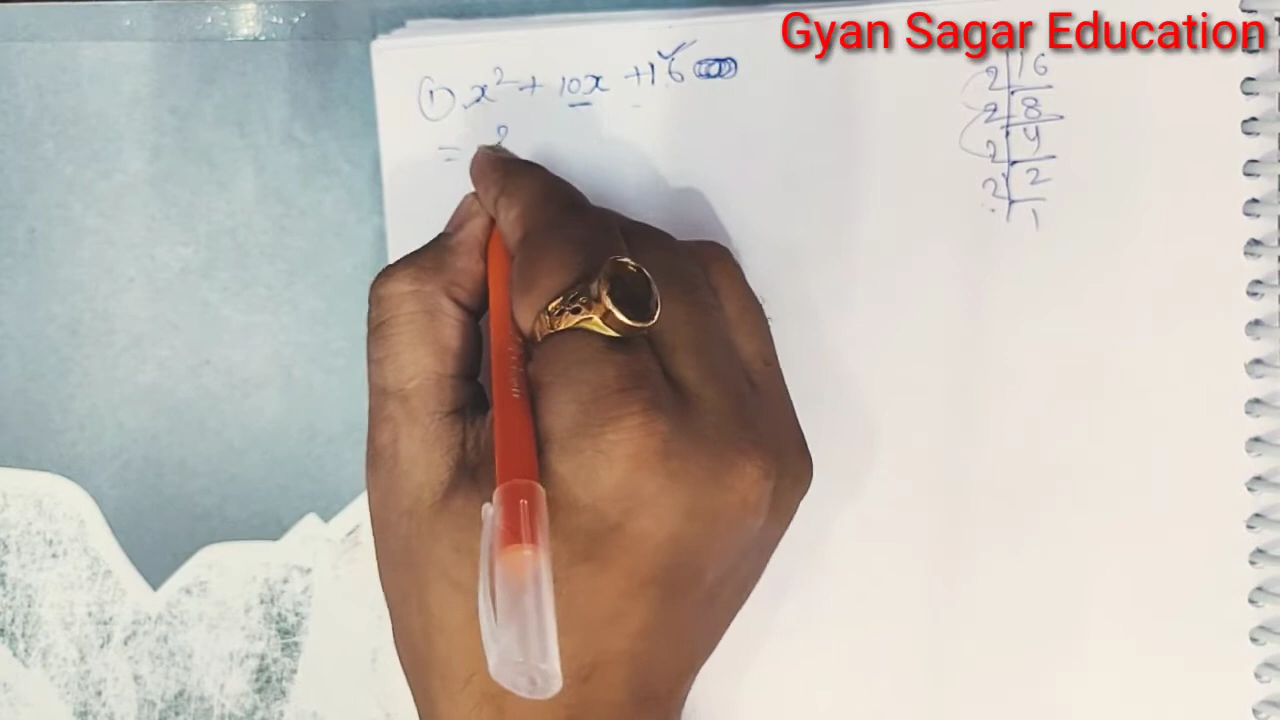 Gyan Sagar Education
① x² + 10x + 16
=
2 | 16
2 | 8
2 | 4
2 | 2
1